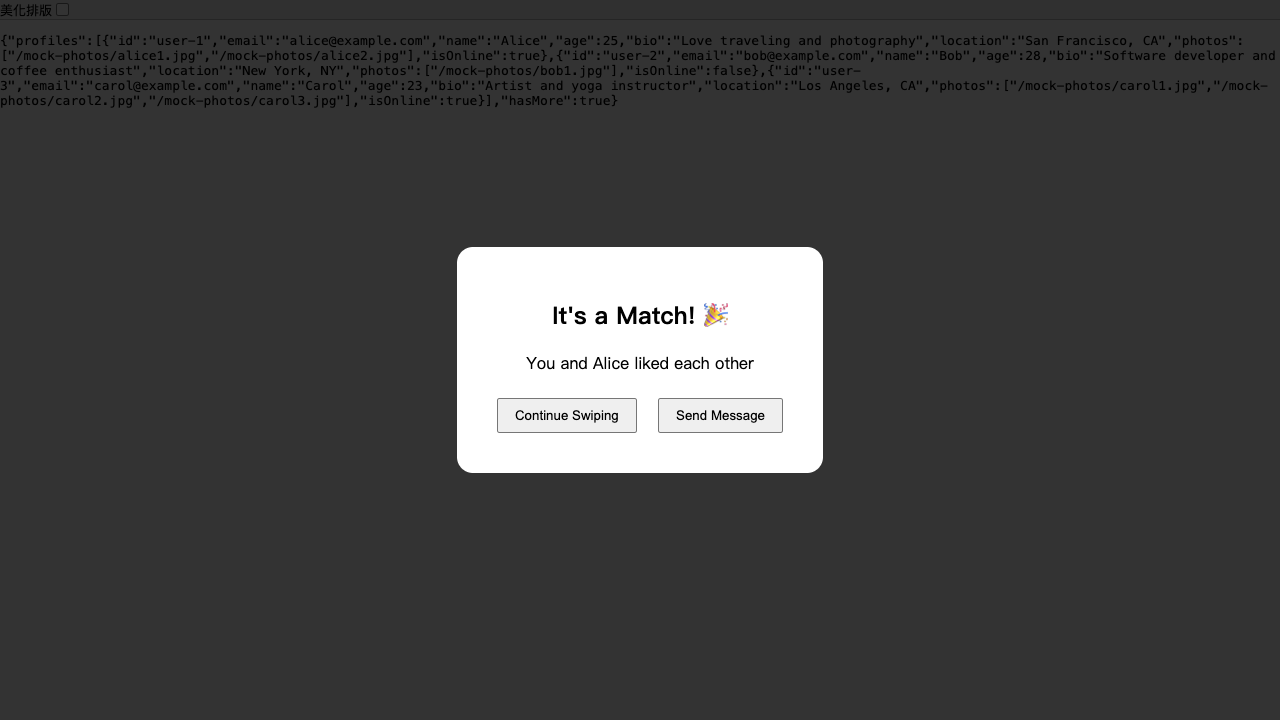 美化排版
{"profiles":[{"id":"user-1","email":"alice@example.com","name":"Alice","age":25,"bio":"Love traveling and photography","location":"San Francisco, CA","photos":
["/mock-photos/alice1.jpg","/mock-photos/alice2.jpg"],"isOnline":true},{"id":"user-2","email":"bob@example.com","name":"Bob","age":28,"bio":"Software developer and
coffee enthusiast","location":"New York, NY","photos":["/mock-photos/bob1.jpg"],"isOnline":false},{"id":"user-
3","email":"carol@example.com","name":"Carol","age":23,"bio":"Artist and yoga instructor","location":"Los Angeles, CA","photos":["/mock-photos/carol1.jpg","/mock-
photos/carol2.jpg","/mock-photos/carol3.jpg"],"isOnline":true}],"hasMore":true}
It's a Match! 🎉
You and Alice liked each other
Continue Swiping
Send Message